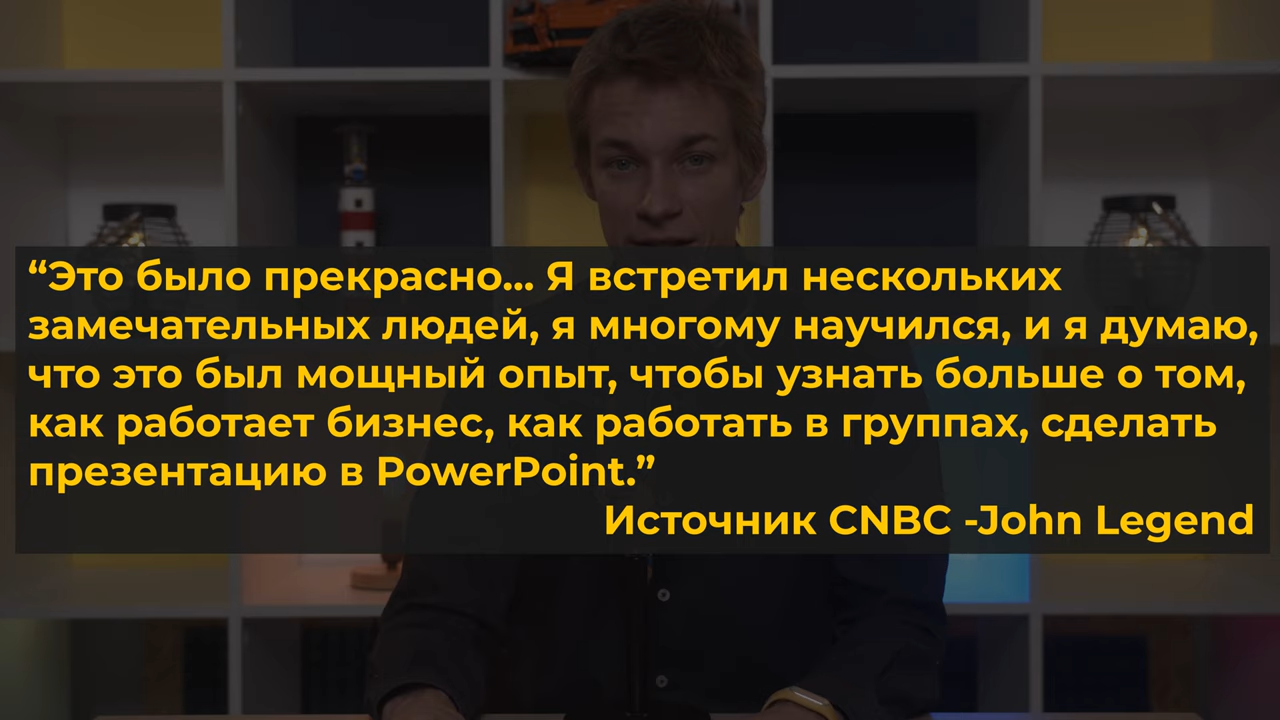 “Это было прекрасно... Я встретил нескольких
замечательных людей, я многому научился, и я думаю,
что это был мощный опыт, чтобы узнать больше о том,
как работает бизнес, как работать в группах, сделать
презентацию в PowerPoint.”
Источник CNBC -John Legend